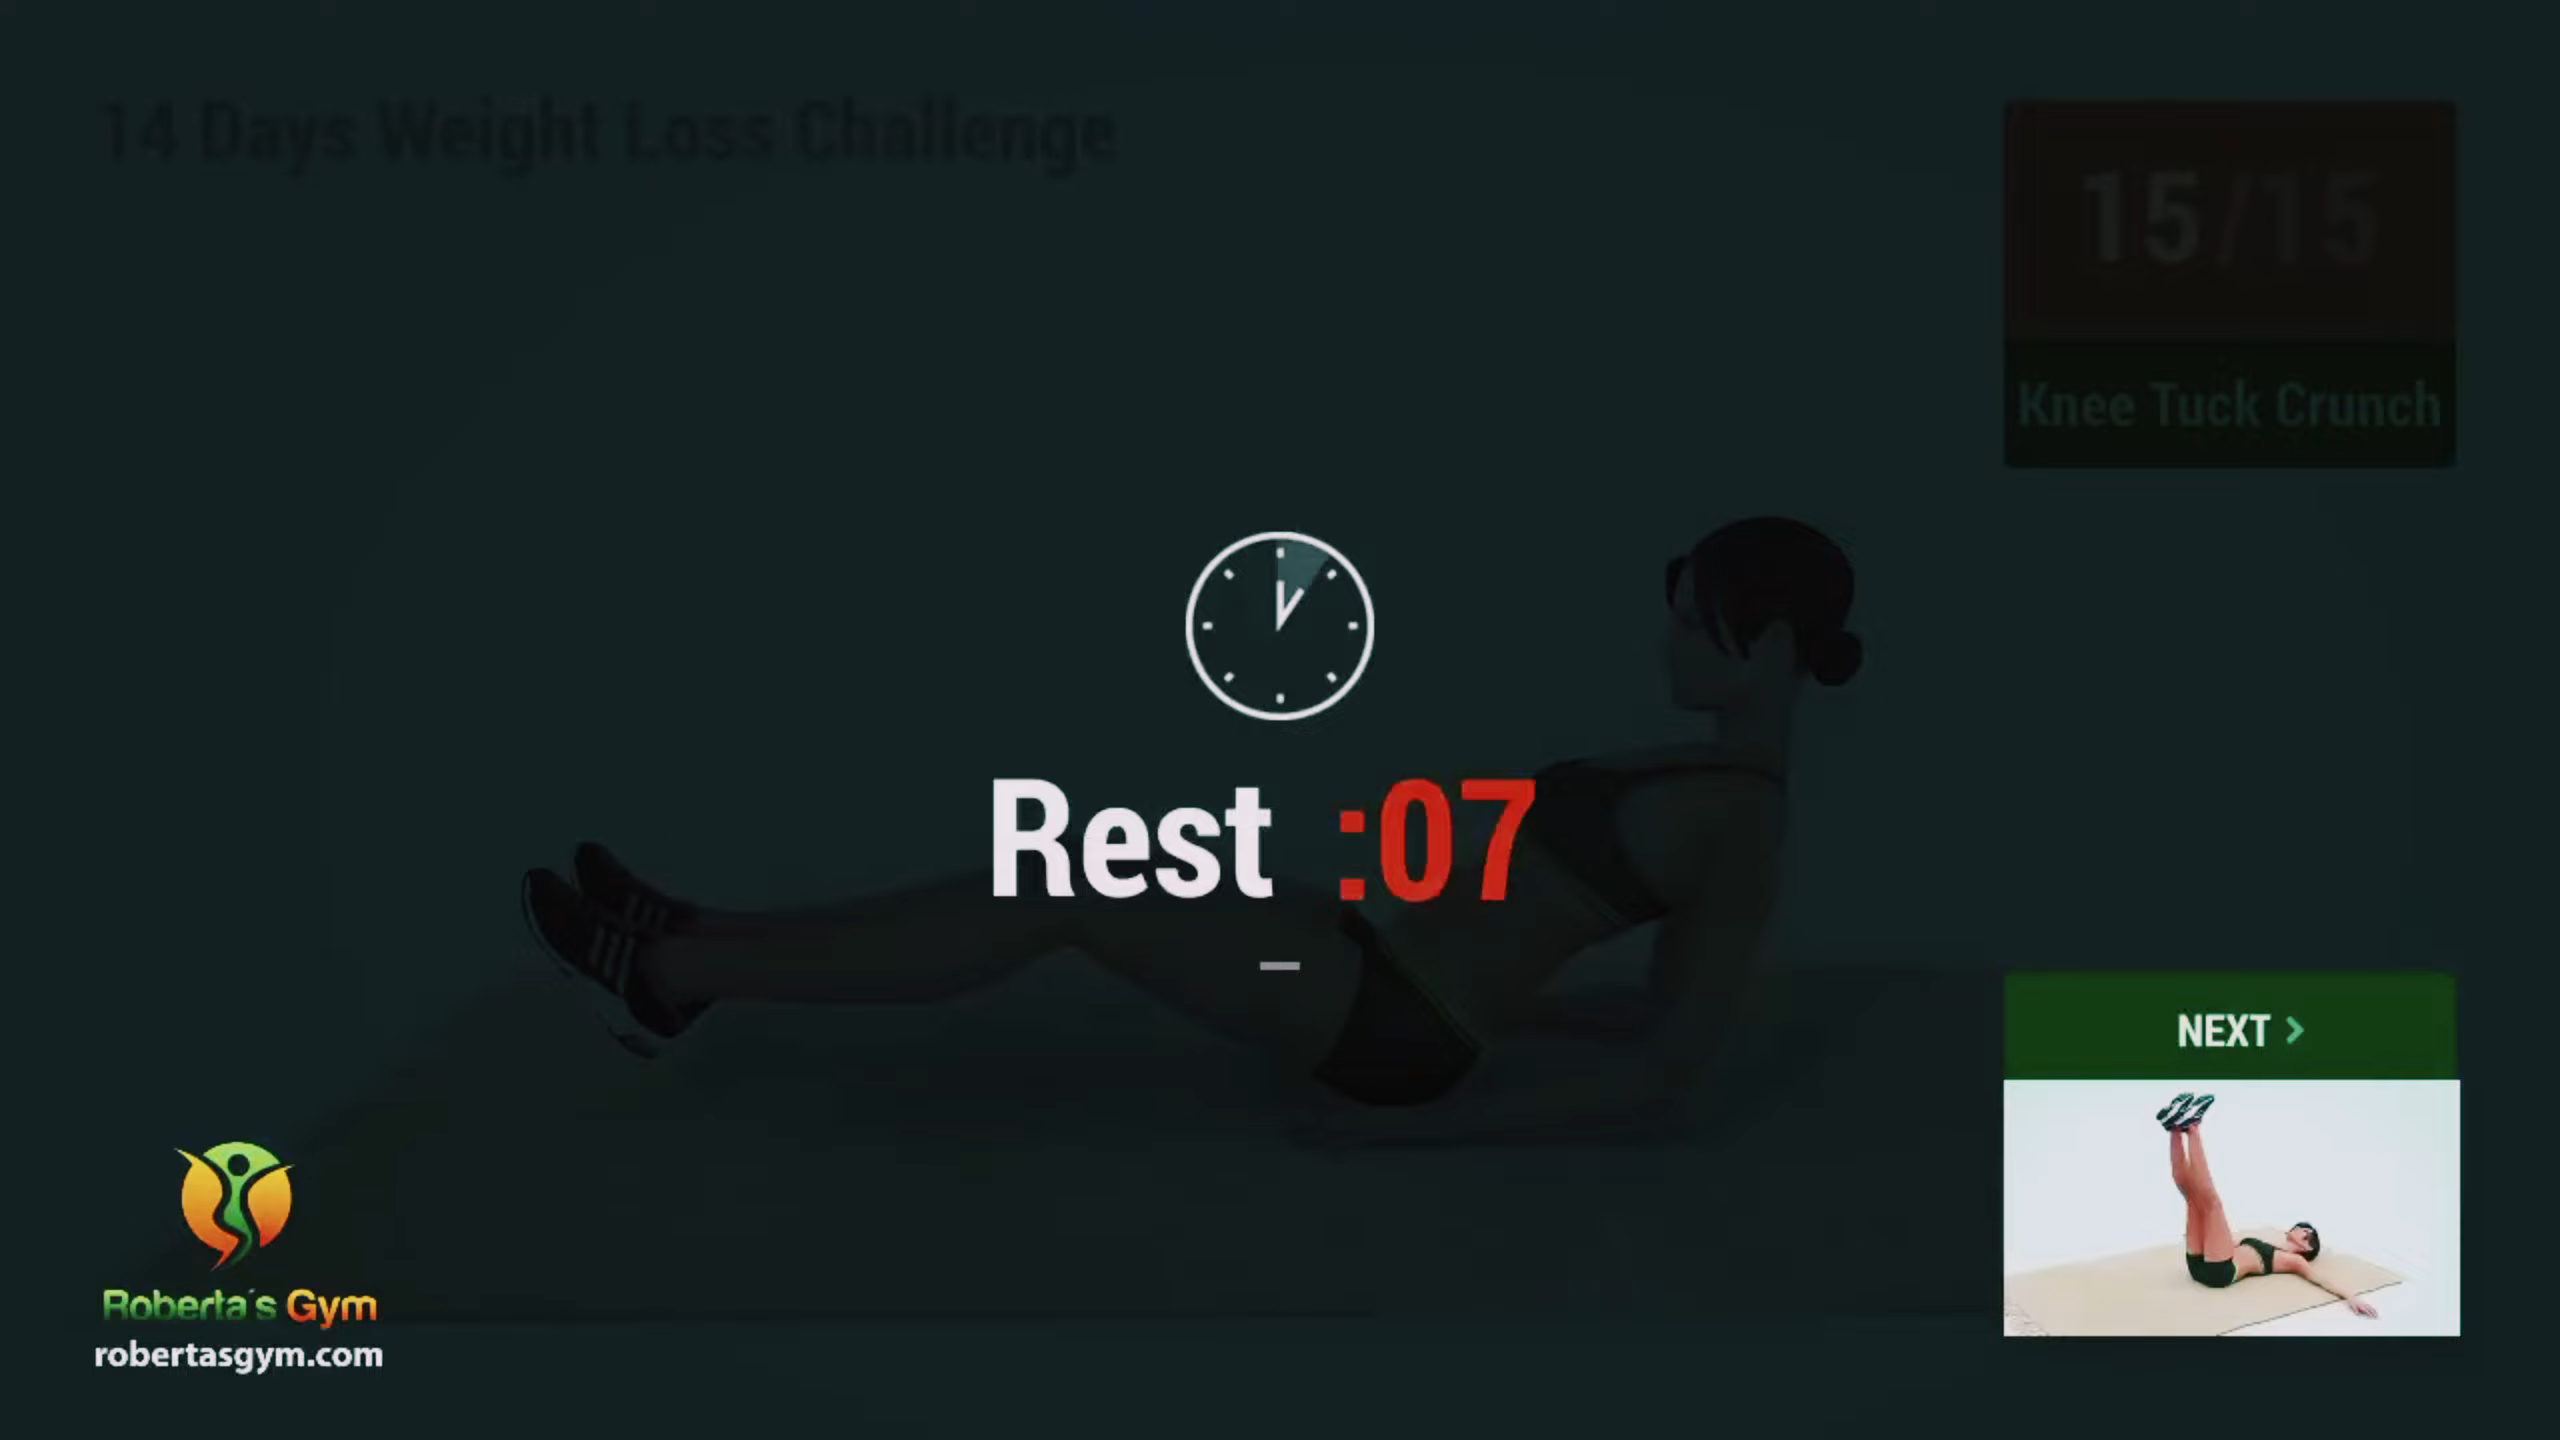 14 Days Weight Loss Challenge
15/15
Knee Tuck Crunch
Rest :07
NEXT >
Roberta's Gym
robertasgym.com